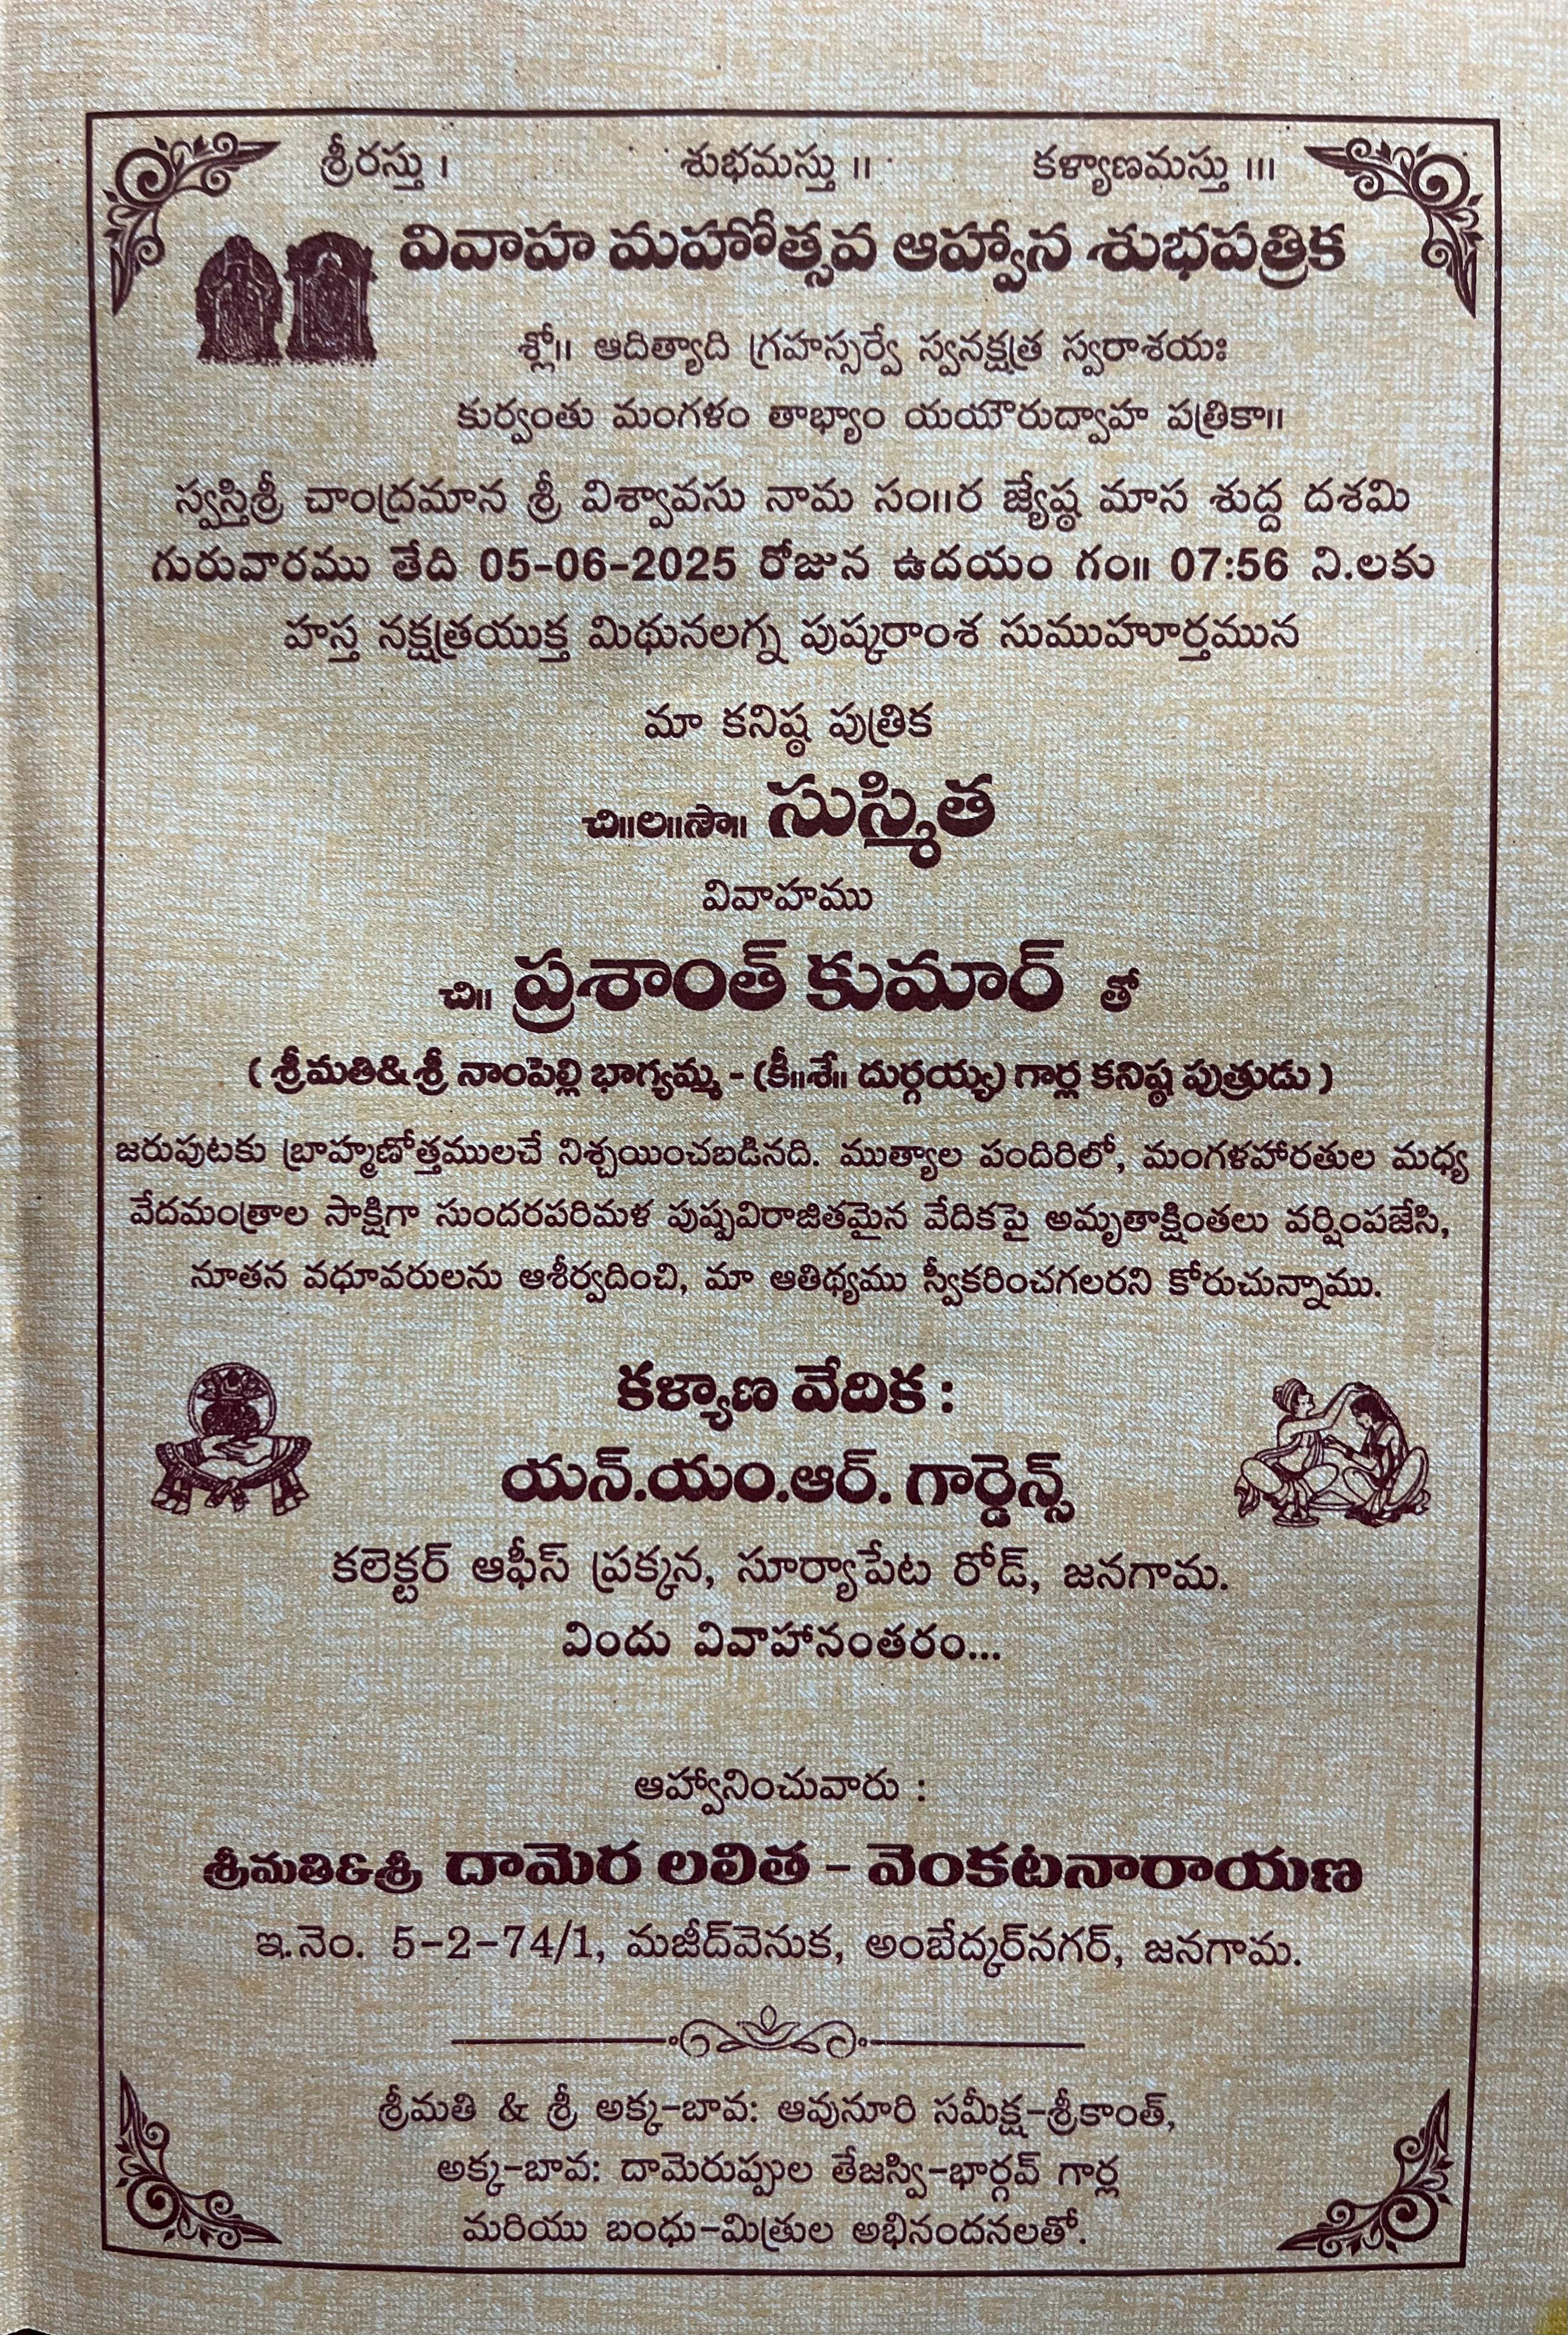 శ్రీరస్తు । శుభమస్తు ।। కళ్యాణమస్తు ।।।
వివాహ మహోత్సవ ఆహ్వాన శుభపత్రిక
శ్లో॥ ఆదిత్యాది గ్రహస్సర్వే స్వనక్షత్ర స్వరాశయః
కుర్వంతు మంగళం తాభ్యాం యయౌరుద్వాహ పత్రికా॥
స్వస్తిశ్రీ చాంద్రమాన శ్రీ విశ్వావసు నామ సం॥ర జ్యేష్ఠ మాస శుద్ద దశమి
గురువారము తేది 05-06-2025 రోజున ఉదయం గం॥ 07:56 ని.లకు
హస్త నక్షత్రయుక్త మిథునలగ్న పుష్కరాంశ సుముహూర్తమున
మా కనిష్ఠ పుత్రిక
చి॥ల॥సా॥ సుస్మిత
వివాహము
చి॥ ప్రశాంత్ కుమార్ తో
( శ్రీమతి&శ్రీ నాంపెల్లి భాగ్యమ్మ - (కీ॥శే॥ దుర్గయ్య) గార్ల కనిష్ఠ పుత్రుడు )
జరుపుటకు బ్రాహ్మణోత్తములచే నిశ్చయించబడినది. ముత్యాల పందిరిలో, మంగళహారతుల మధ్య
వేదమంత్రాల సాక్షిగా సుందరపరిమళ పుష్పవిరాజితమైన వేదికపై అమృతాక్షింతలు వర్షింపజేసి,
నూతన వధూవరులను ఆశీర్వదించి, మా ఆతిథ్యము స్వీకరించగలరని కోరుచున్నాము.
కళ్యాణ వేదిక :
యన్.యం.ఆర్. గార్డెన్స్
కలెక్టర్ ఆఫీస్ ప్రక్కన, సూర్యాపేట రోడ్, జనగామ.
విందు వివాహానంతరం...
ఆహ్వానించువారు :
శ్రీమతి&శ్రీ దామెర లలిత - వెంకటనారాయణ
ఇ.నెం. 5-2-74/1, మజీద్‌వెనుక, అంబేద్కర్‌నగర్, జనగామ.
శ్రీమతి & శ్రీ అక్క-బావ: ఆవునూరి సమీక్ష-శ్రీకాంత్,
అక్క-బావ: దామెరుప్పుల తేజస్వి-భార్గవ్ గార్ల
మరియు బంధు-మిత్రుల అభినందనలతో.